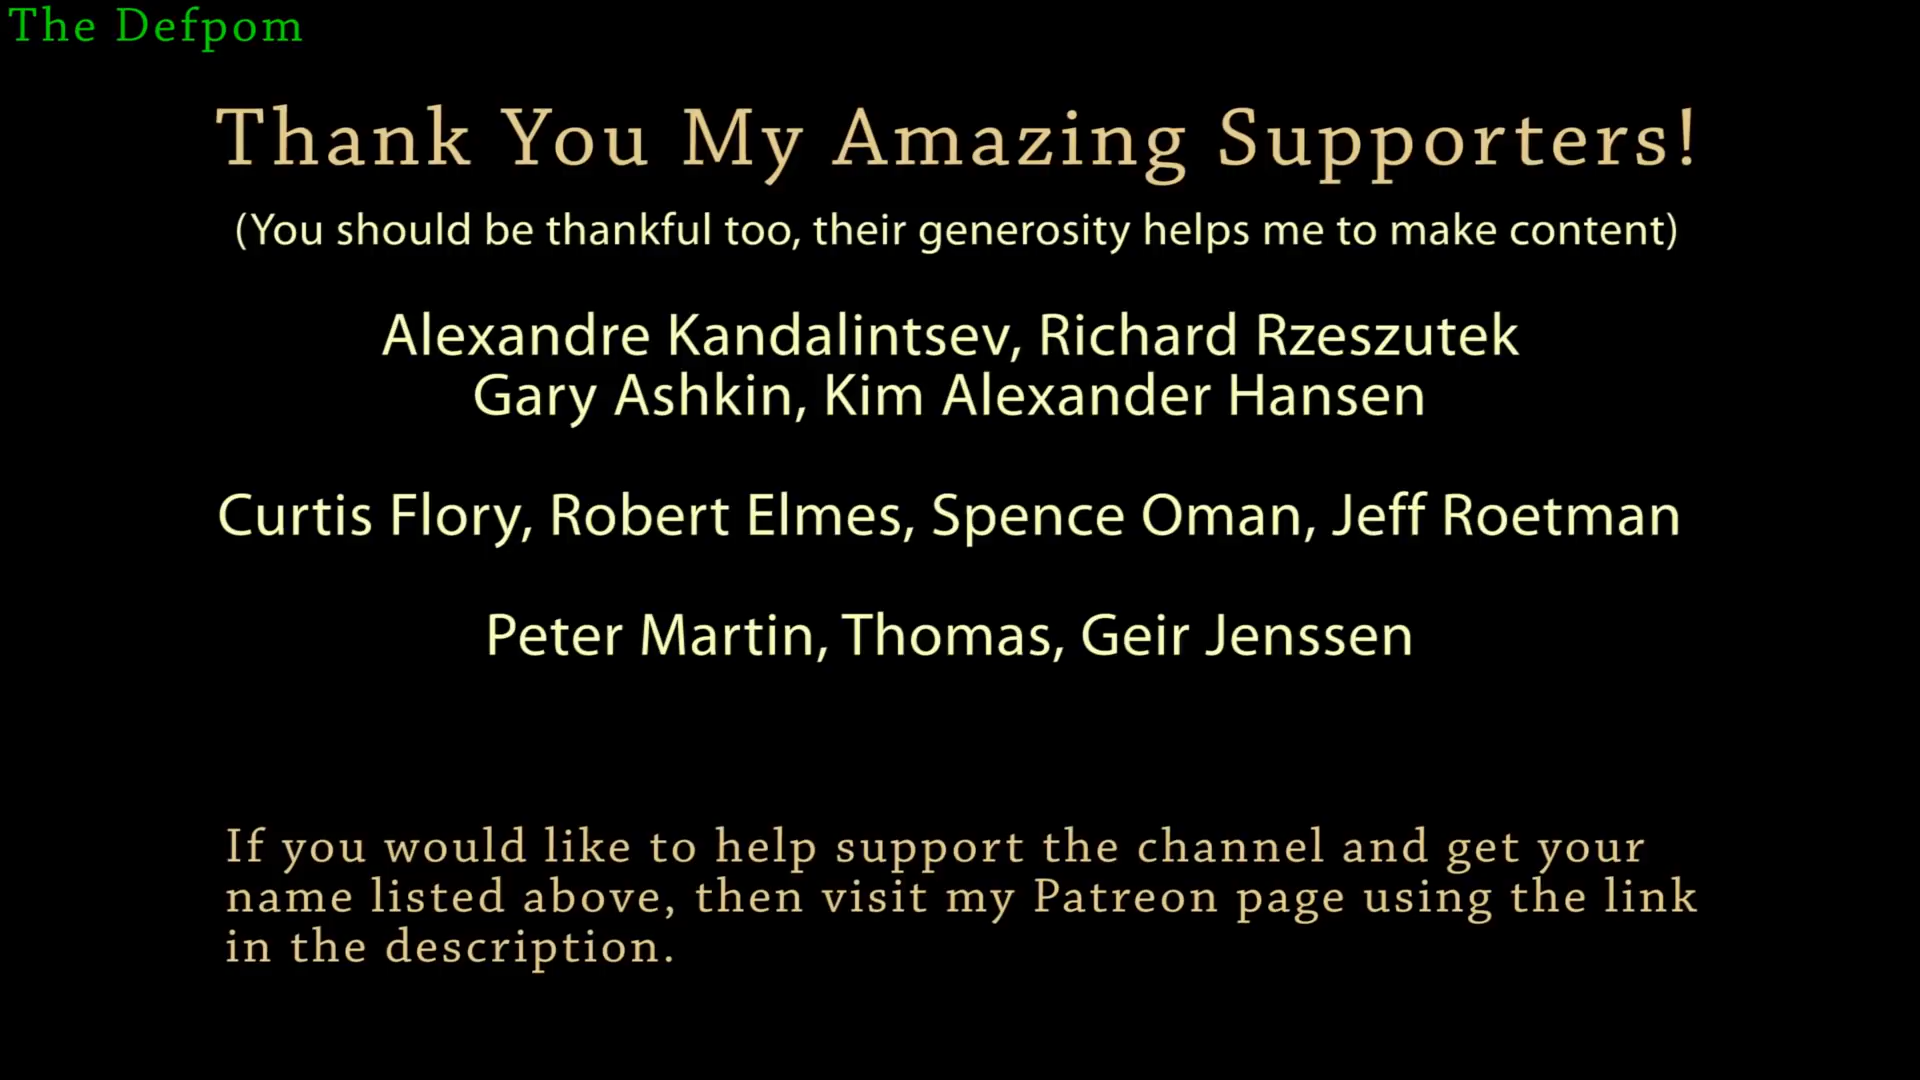 The Defpom
Thank You My Amazing Supporters!
(You should be thankful too, their generosity helps me to make content)
Alexandre Kandalintsev, Richard Rzeszutek
Gary Ashkin, Kim Alexander Hansen
Curtis Flory, Robert Elmes, Spence Oman, Jeff Roetman
Peter Martin, Thomas, Geir Jenssen
If you would like to help support the channel and get your
name listed above, then visit my Patreon page using the link
in the description.